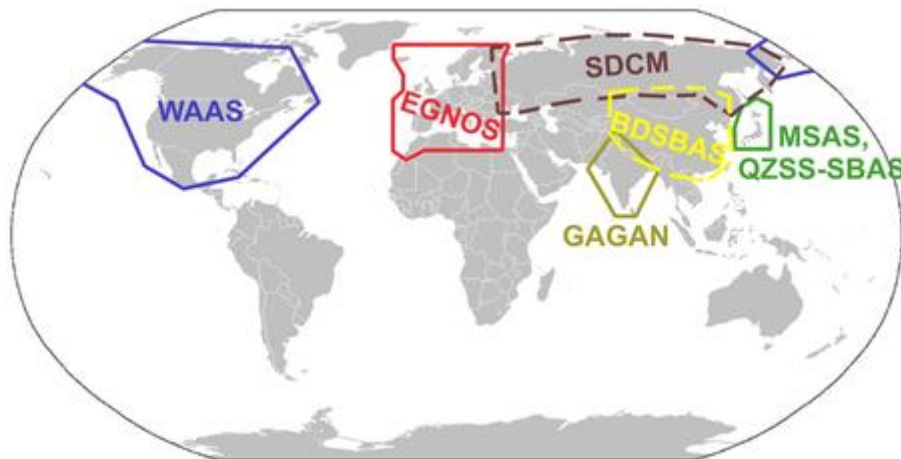 WAAS
EGNOS
SDCM
BDSBAS
MSAS,
QZSS-SBAS
GAGAN